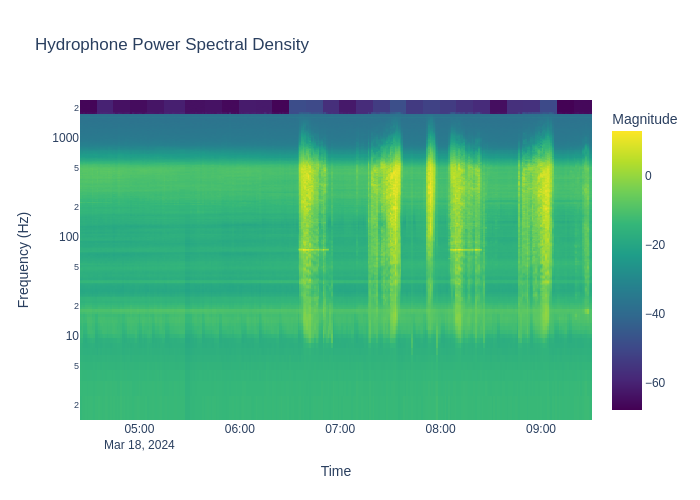 Hydrophone Power Spectral Density
Magnitude
2
1000
5
2
100
5
2
10
5
2
Frequency (Hz)
0
−20
−40
−60
05:00 06:00 07:00 08:00 09:00
Mar 18, 2024
Time